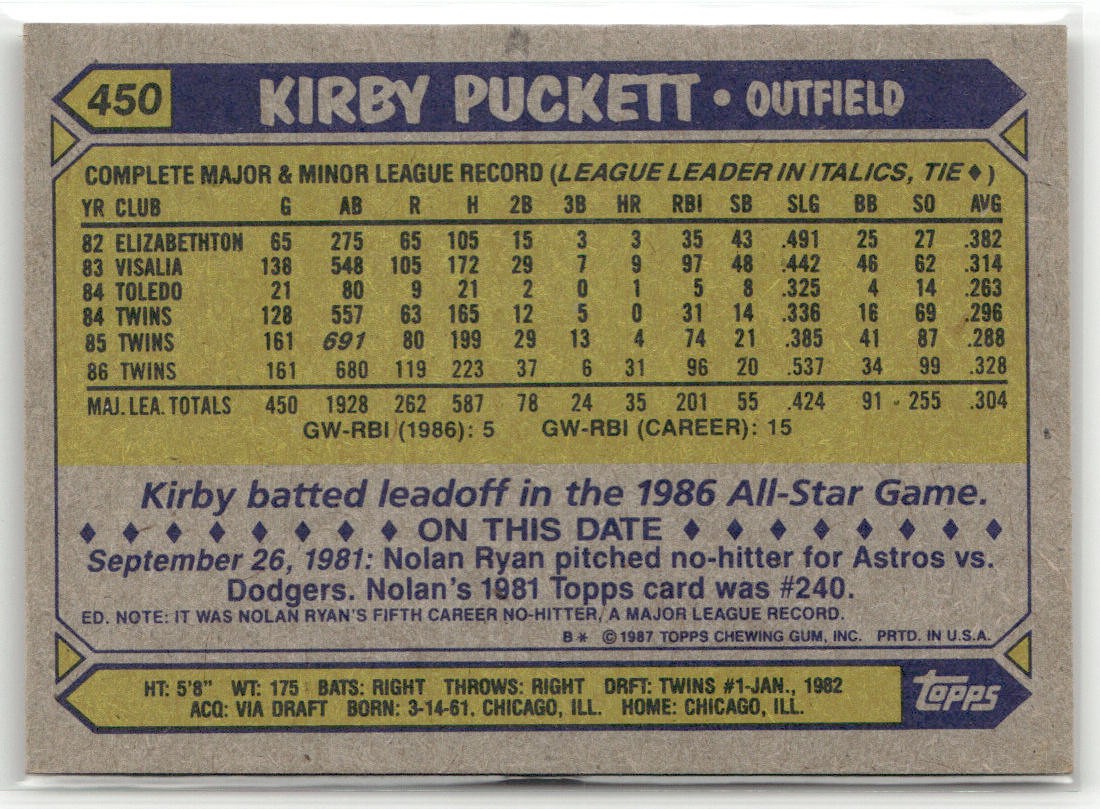 450 KIRBY PUCKETT • OUTFIELD
COMPLETE MAJOR & MINOR LEAGUE RECORD (LEAGUE LEADER IN ITALICS, TIE ♦)
YR CLUB G AB R H 2B 3B HR RBI SB SLG BB SO AVG
82 ELIZABETHTON 65 275 65 105 15 3 3 35 43 .491 25 27 .382
83 VISALIA 138 548 105 172 29 7 9 97 48 .442 46 62 .314
84 TOLEDO 21 80 9 21 2 0 1 5 8 .325 4 14 .263
84 TWINS 128 557 63 165 12 5 0 31 14 .336 16 69 .296
85 TWINS 161 691 80 199 29 13 4 74 21 .385 41 87 .288
86 TWINS 161 680 119 223 37 6 31 96 20 .537 34 99 .328
MAJ. LEA. TOTALS 450 1928 262 587 78 24 35 201 55 .424 91 255 .304
GW-RBI (1986): 5 GW-RBI (CAREER): 15
Kirby batted leadoff in the 1986 All-Star Game.
♦ ♦ ♦ ♦ ♦ ♦ ♦ ♦ ON THIS DATE ♦ ♦ ♦ ♦ ♦ ♦ ♦ ♦
September 26, 1981: Nolan Ryan pitched no-hitter for Astros vs.
Dodgers. Nolan's 1981 Topps card was #240.
ED. NOTE: IT WAS NOLAN RYAN'S FIFTH CAREER NO-HITTER, A MAJOR LEAGUE RECORD.
B* © 1987 TOPPS CHEWING GUM, INC. PRTD. IN U.S.A.
HT: 5'8" WT: 175 BATS: RIGHT THROWS: RIGHT DRFT: TWINS #1-JAN., 1982
ACQ: VIA DRAFT BORN: 3-14-61, CHICAGO, ILL. HOME: CHICAGO, ILL.
topps